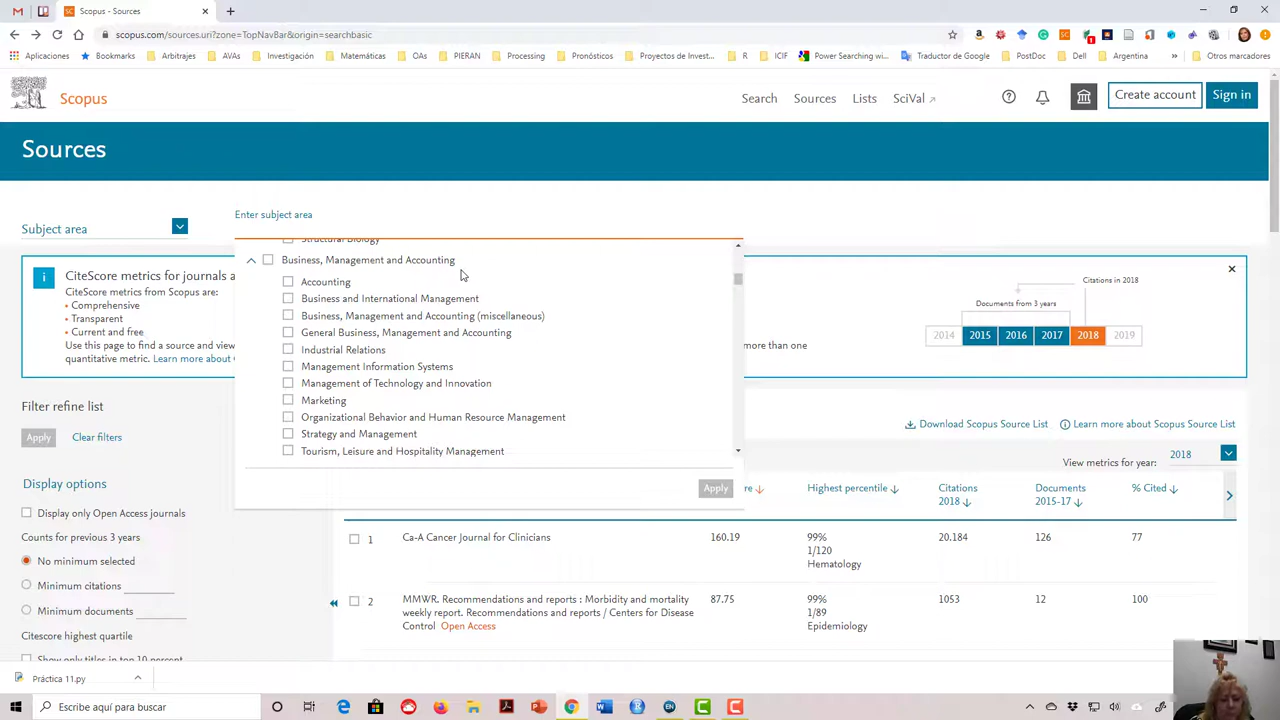 Scopus - Sources
scopus.com/sources.uri?zone=TopNavBar&origin=searchbasic
Aplicaciones
Bookmarks
Arbitrajes
AVAs
Investigación
Matemáticas
OAs
PIERAN
Processing
Pronósticos
Proyectos de Invest...
R
ICIF
Power Searching wi...
Traductor de Google
PostDoc
Dell
Argentina
Otros marcadores
Scopus
Search
Sources
Lists
SciVal
Create account
Sign in
Sources
Enter subject area
Subject area
Structural Biology
Business, Management and Accounting
Accounting
Business and International Management
Business, Management and Accounting (miscellaneous)
General Business, Management and Accounting
Industrial Relations
Management Information Systems
Management of Technology and Innovation
Marketing
Organizational Behavior and Human Resource Management
Strategy and Management
Tourism, Leisure and Hospitality Management
Apply
CiteScore metrics for journals a
CiteScore metrics from Scopus are:
• Comprehensive
• Transparent
• Current and free
Use this page to find a source and view
more than one
quantitative metric. Learn more about
Citations in 2018
Documents from 3 years
2014 2015 2016 2017 2018 2019
Filter refine list
Apply
Clear filters
Download Scopus Source List
Learn more about Scopus Source List
View metrics for year:
2018
Display options
Display only Open Access journals
Counts for previous 3 years
No minimum selected
Minimum citations
Minimum documents
Citescore highest quartile
Show only titles in top 10 percent
re
Highest percentile
Citations
2018
Documents
2015-17
% Cited
1
Ca-A Cancer Journal for Clinicians
160.19
99%
1/120
Hematology
20.184
126
77
2
MMWR. Recommendations and reports : Morbidity and mortality
weekly report. Recommendations and reports / Centers for Disease
Control Open Access
87.75
99%
1/89
Epidemiology
1053
12
100
Práctica 11.py
Mostrar todo
Escribe aquí para buscar